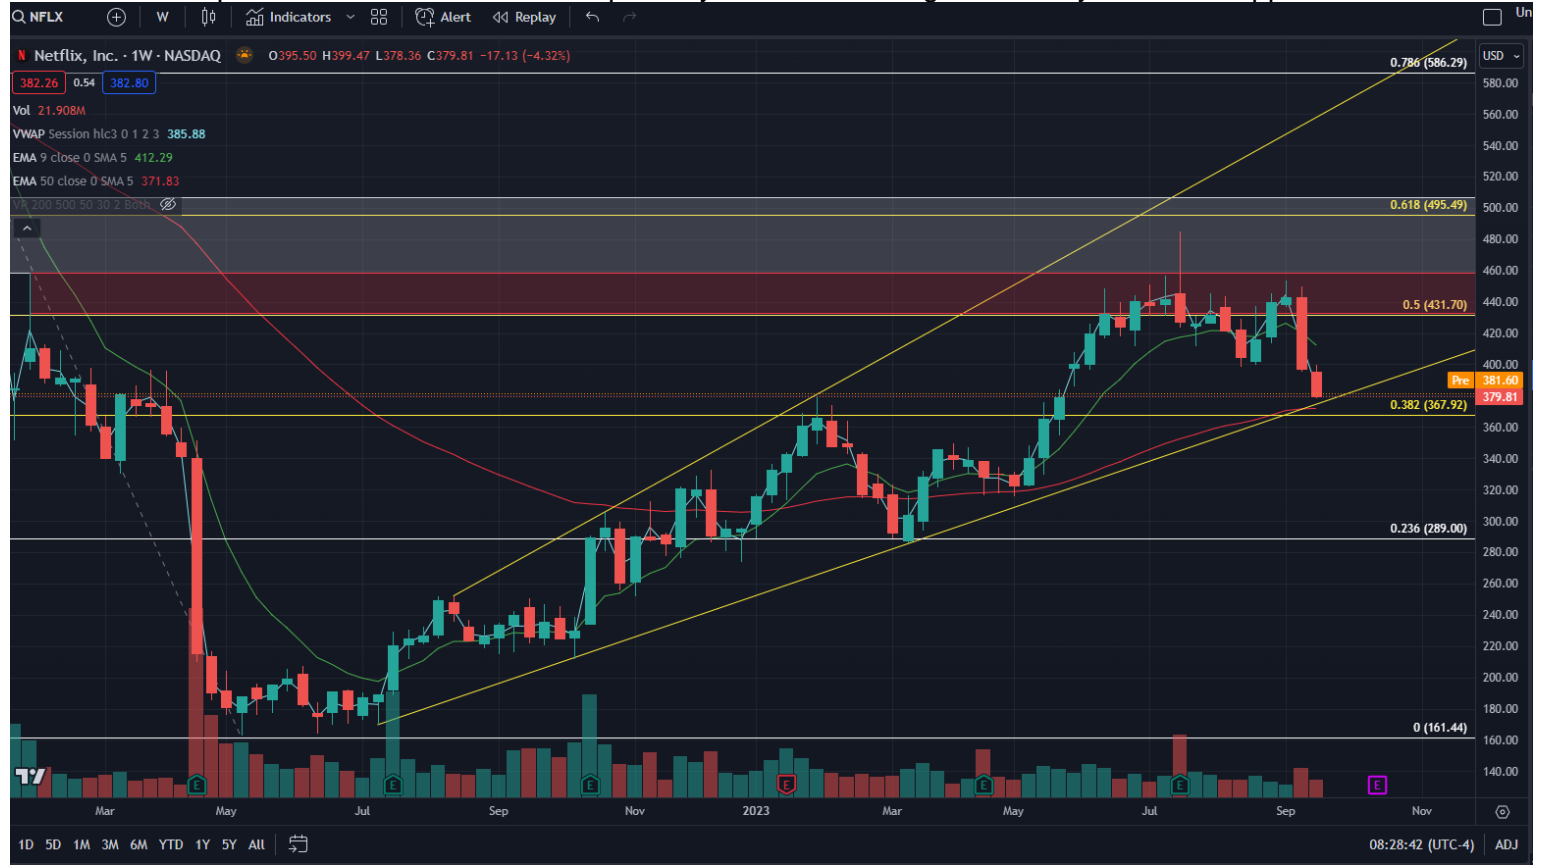 NFLX
W
Indicators
Alert
Replay
Un
Netflix, Inc. · 1W · NASDAQ
O395.50 H399.47 L378.36 C379.81 −17.13 (−4.32%)
USD
382.26 0.54 382.80
Vol 21.908M
VWAP Session hlc3 0 1 2 3 385.88
EMA 9 close 0 SMA 5 412.29
EMA 50 close 0 SMA 5 371.83
VP 200 500 50 30 2 Both
0.786 (586.29)
0.618 (495.49)
0.5 (431.70)
0.382 (367.92)
0.236 (289.00)
0 (161.44)
580.00
560.00
540.00
520.00
500.00
480.00
460.00
440.00
420.00
400.00
Pre 381.60
379.81
360.00
340.00
320.00
300.00
280.00
260.00
240.00
220.00
200.00
180.00
160.00
140.00
E E E E E E E
Mar May Jul Sep Nov 2023 Mar May Jul Sep Nov
1D 5D 1M 3M 6M YTD 1Y 5Y All
08:28:42 (UTC-4) ADJ